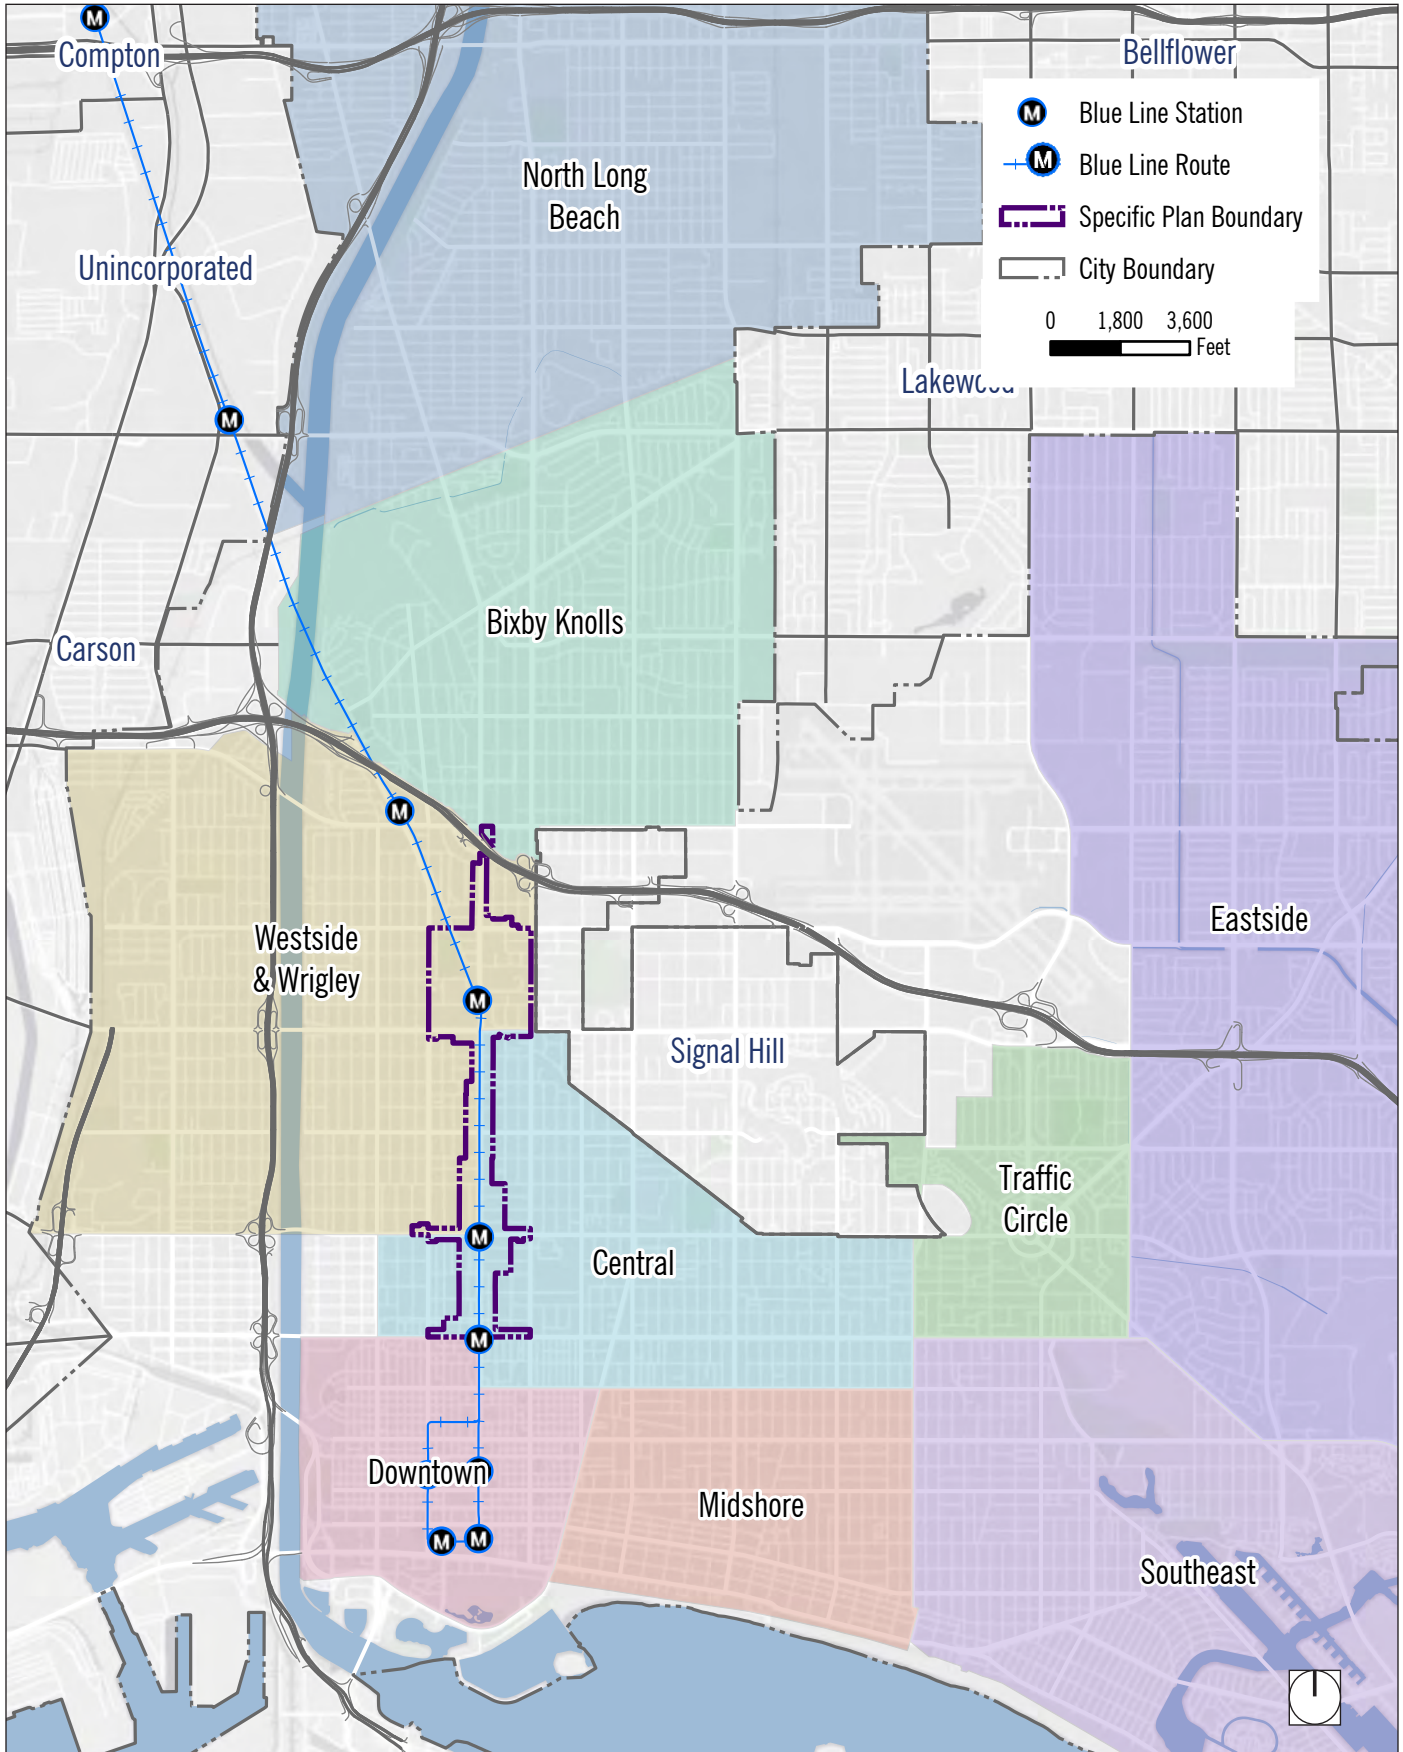 M
Compton
Bellflower
M Blue Line Station
M Blue Line Route
Specific Plan Boundary
City Boundary
0 1,800 3,600
Feet
North Long
Beach
Unincorporated
Lakewood
M
Bixby Knolls
Carson
M
Eastside
Westside
& Wrigley
M
Signal Hill
Traffic
Circle
M
Central
M
Downtown
Midshore
M M
Southeast